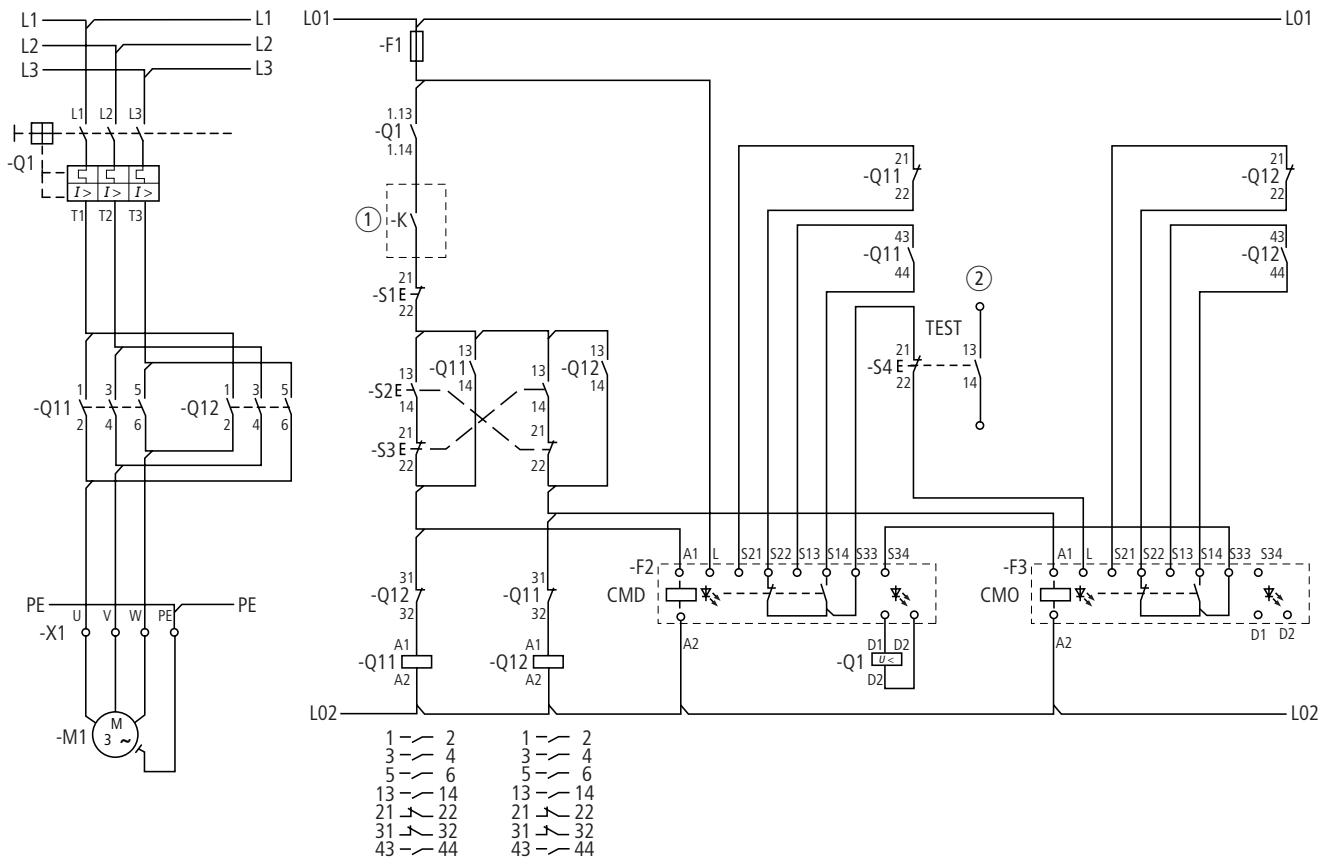 L1 L1 L01 L01
L2 L2
-F1
L3 L3
L1 L2 L3
1.13
-Q1
1.14
-Q1
I > I > I >
T1 T2 T3
21
-Q11
22
21
-Q12
22
1 -K
43
-Q11
44
43
-Q12
44
21
-S1 E
22
2
TEST
13
-Q11
14
13
-Q12
14
21
-S4 E
22
13
14
13
-S2 E
14
13
14
1 3 5
-Q11
2 4 6
1 3 5
-Q12
2 4 6
21
-S3 E
22
21
22
-F2 A1 L S21 S22 S13 S14 S33 S34
-F3 A1 L S21 S22 S13 S14 S33 S34
CMD
CMO
31
-Q12
32
31
-Q11
32
PE PE
U V W PE
-X1
A2 D1 D2
A2 D1 D2
A1
-Q11
A2
A1
-Q12
A2
-Q1 U <
D2
L02 L02
M
3 ~
-M1
1 2 1 2
3 4 3 4
5 6 5 6
13 14 13 14
21 22 21 22
31 32 31 32
43 44 43 44